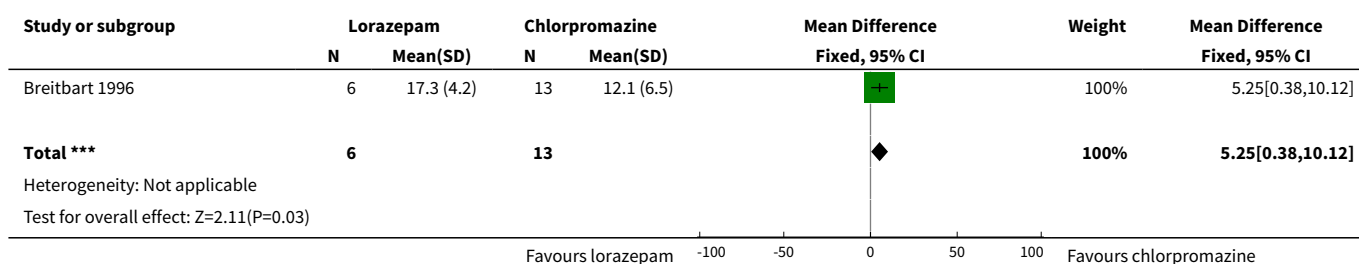 Study or subgroup Lorazepam Chlorpromazine Mean Difference Weight Mean Difference
N Mean(SD) N Mean(SD) Fixed, 95% CI Fixed, 95% CI
Breitbart 1996 6 17.3 (4.2) 13 12.1 (6.5) 100% 5.25[0.38,10.12]
Total *** 6 13 100% 5.25[0.38,10.12]
Heterogeneity: Not applicable
Test for overall effect: Z=2.11(P=0.03)
Favours lorazepam -100 -50 0 50 100 Favours chlorpromazine